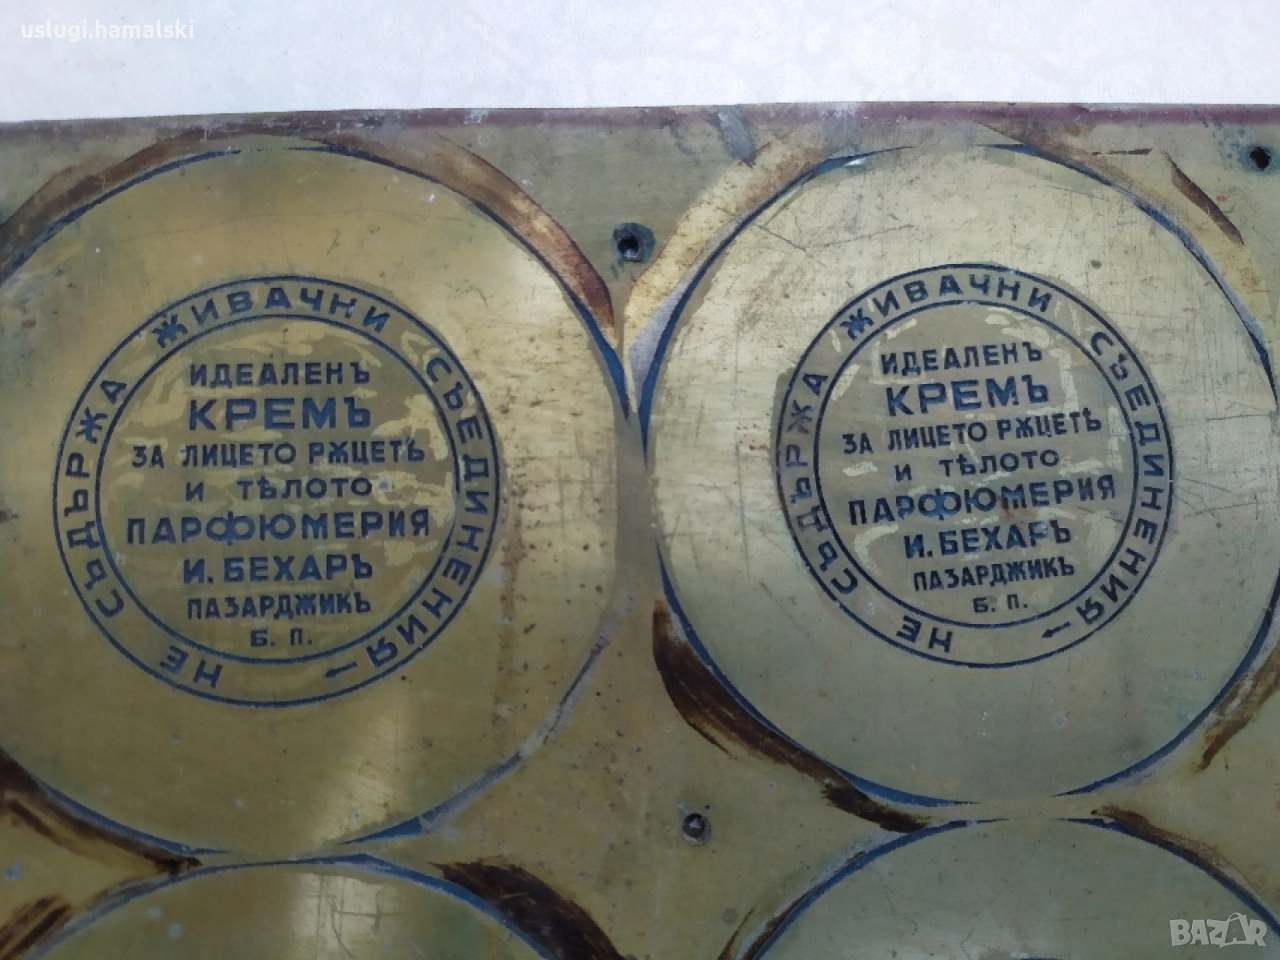 uslugi.hamalski
НЕ СЪДЪРЖА ЖИВАЧНИ СЪЕДИНЕНИЯ
ИДЕАЛЕНЪ
КРЕМЪ
ЗА ЛИЦЕТО РѪЦЕТѢ
И ТѢЛОТО
ПАРФЮМЕРИЯ
И. БЕХАРЪ
ПАЗАРДЖИКЪ
Б. П.
НЕ СЪДЪРЖА ЖИВАЧНИ СЪЕДИНЕНИЯ
ИДЕАЛЕНЪ
КРЕМЪ
ЗА ЛИЦЕТО РѪЦЕТѢ
И ТѢЛОТО
ПАРФЮМЕРИЯ
И. БЕХАРЪ
ПАЗАРДЖИКЪ
Б. П.
BAZAR